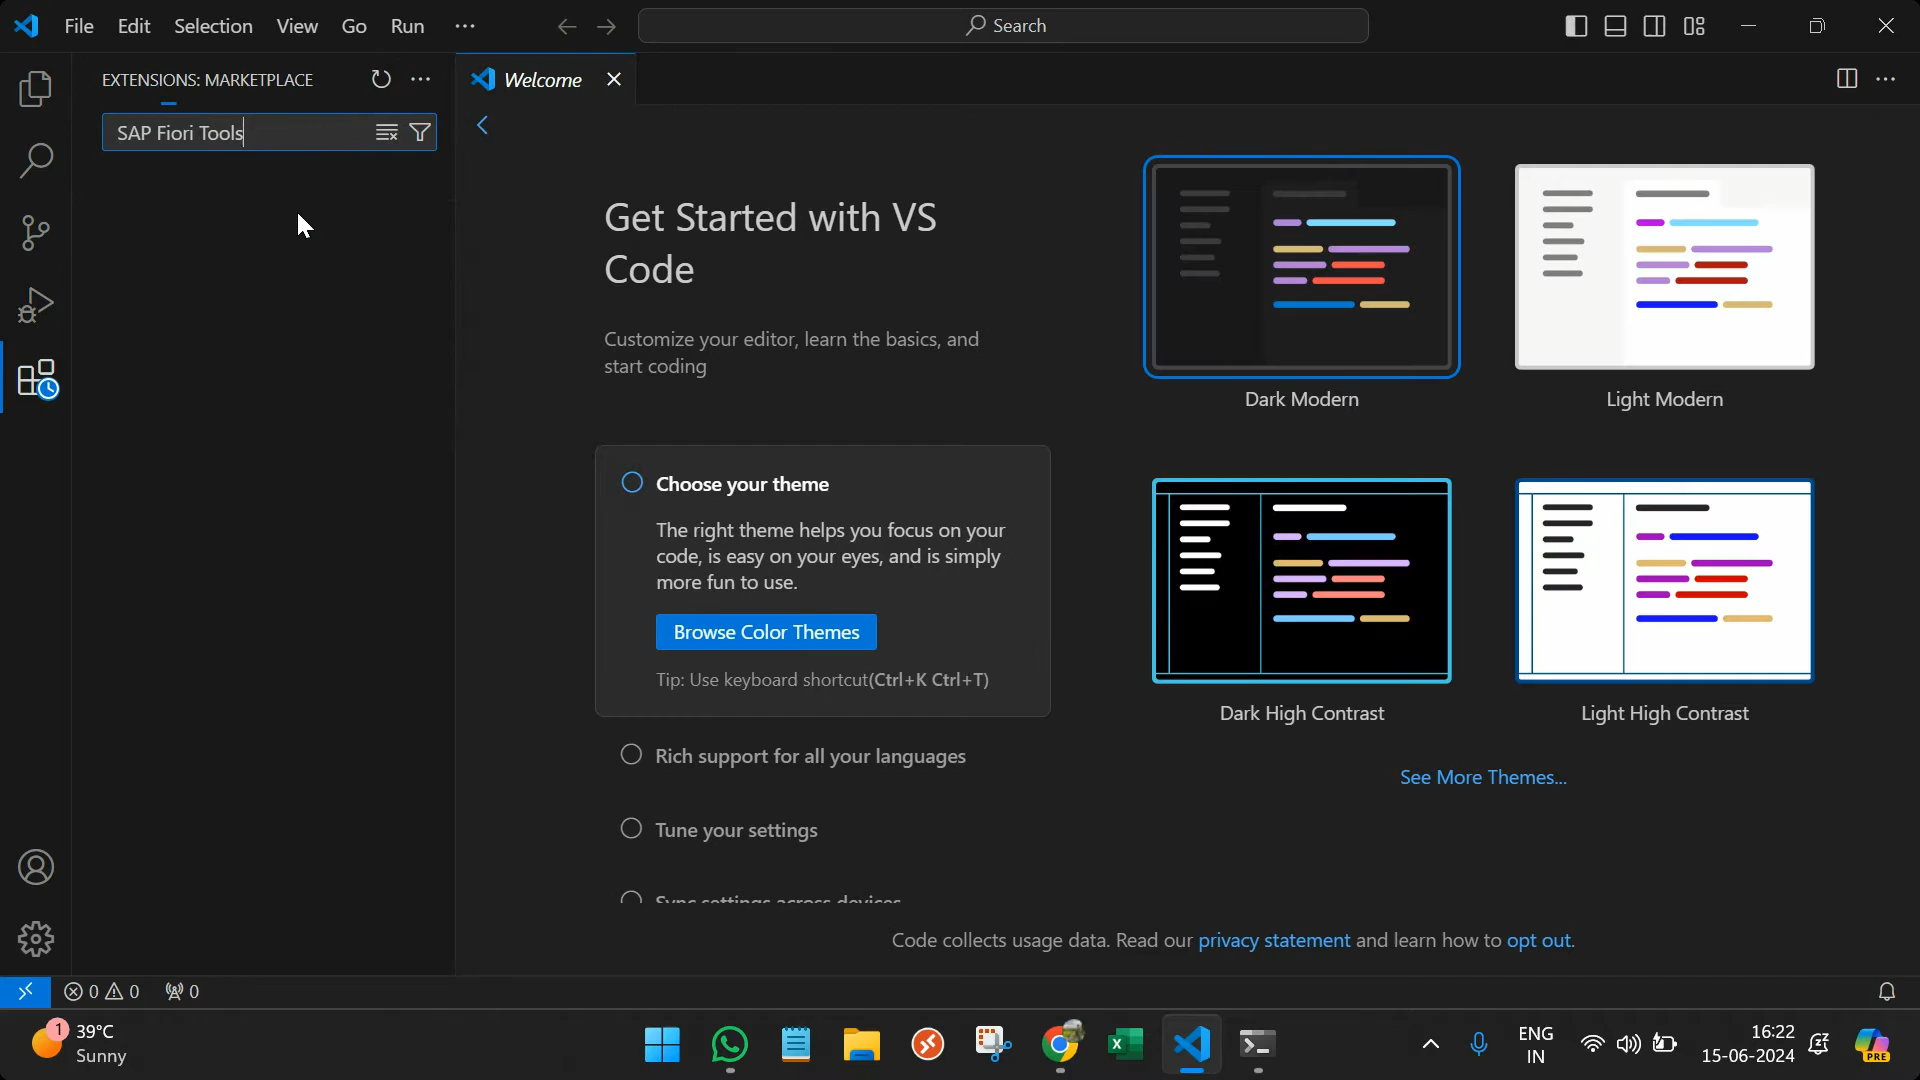 File Edit Selection View Go Run ···
Search
EXTENSIONS: MARKETPLACE
SAP Fiori Tools
Welcome
Get Started with VS
Code
Customize your editor, learn the basics, and
start coding
Choose your theme
The right theme helps you focus on your
code, is easy on your eyes, and is simply
more fun to use.
Browse Color Themes
Tip: Use keyboard shortcut(Ctrl+K Ctrl+T)
Rich support for all your languages
Tune your settings
Sync settings across devices
Dark Modern
Light Modern
Dark High Contrast
Light High Contrast
See More Themes...
Code collects usage data. Read our privacy statement and learn how to opt out.
0 0 0
1
39°C
Sunny
X
ENG
IN
16:22
15-06-2024
PRE